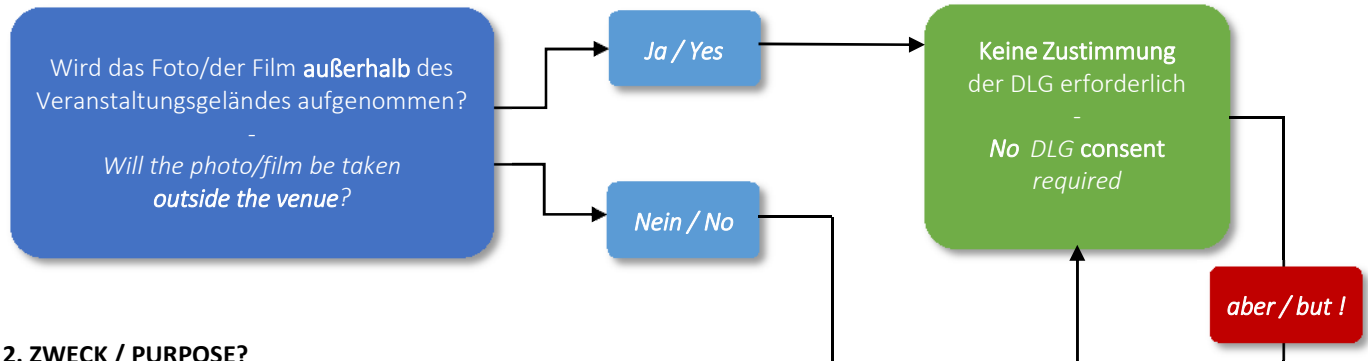 Wird das Foto/der Film außerhalb des
Veranstaltungsgeländes aufgenommen?
-
Will the photo/film be taken
outside the venue?
Ja / Yes
Nein / No
Keine Zustimmung
der DLG erforderlich
-
No DLG consent
required
aber / but !
2. ZWECK / PURPOSE?